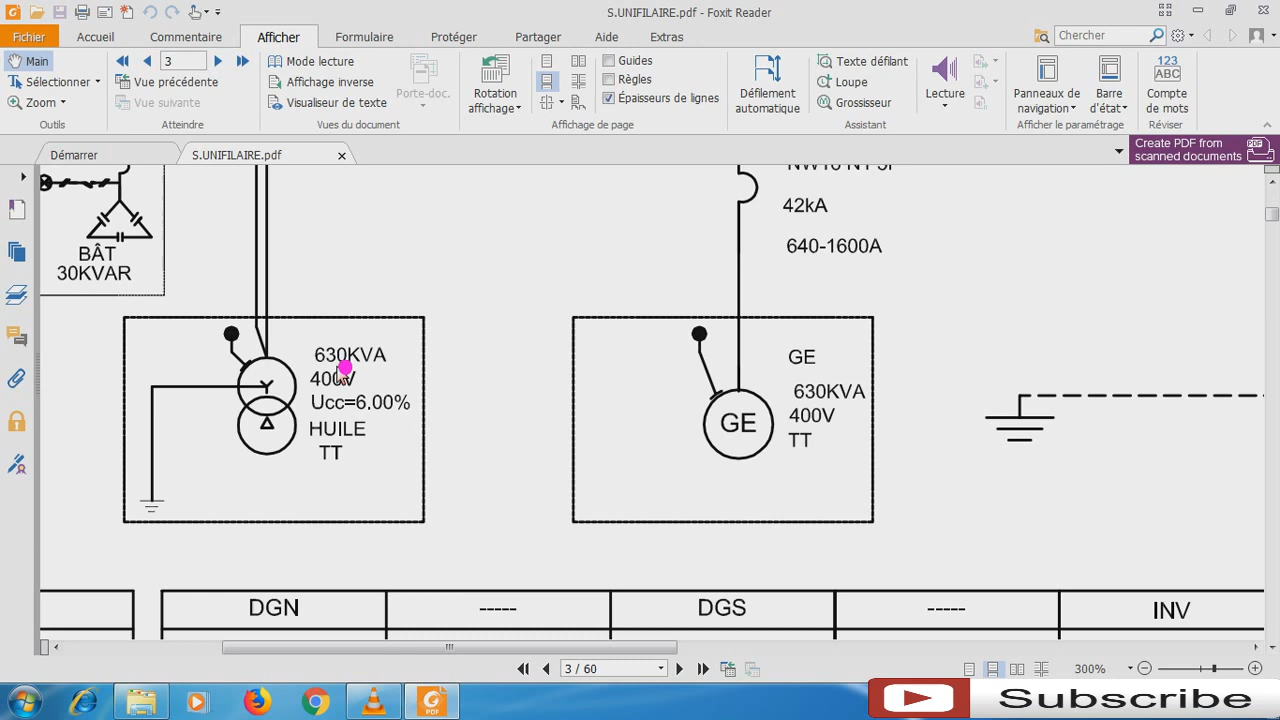 S.UNIFILAIRE.pdf - Foxit Reader
Fichier Accueil Commentaire Afficher Formulaire Protéger Partager Aide Extras Chercher
Main
Sélectionner
Zoom
Outils
3
Vue précédente
Vue suivante
Atteindre
Mode lecture
Affichage inverse
Visualiseur de texte
Porte-doc.
Vues du document
Rotation
affichage
Guides
Règles
Épaisseurs de lignes
Affichage de page
Défilement
automatique
Texte défilant
Loupe
Grossisseur
Lecture
Assistant
Panneaux de
navigation
Barre
d'état
Afficher le paramétrage
123
ABC
Compte
de mots
Réviser
Démarrer
S.UNIFILAIRE.pdf
Create PDF from
scanned documents
PDF
42kA
640-1600A
BÂT
30KVAR
630KVA
400V
Ucc=6.00%
HUILE
TT
GE
GE
630KVA
400V
TT
DGN ----- DGS ----- INV
3 / 60
300%
PDF
Subscribe